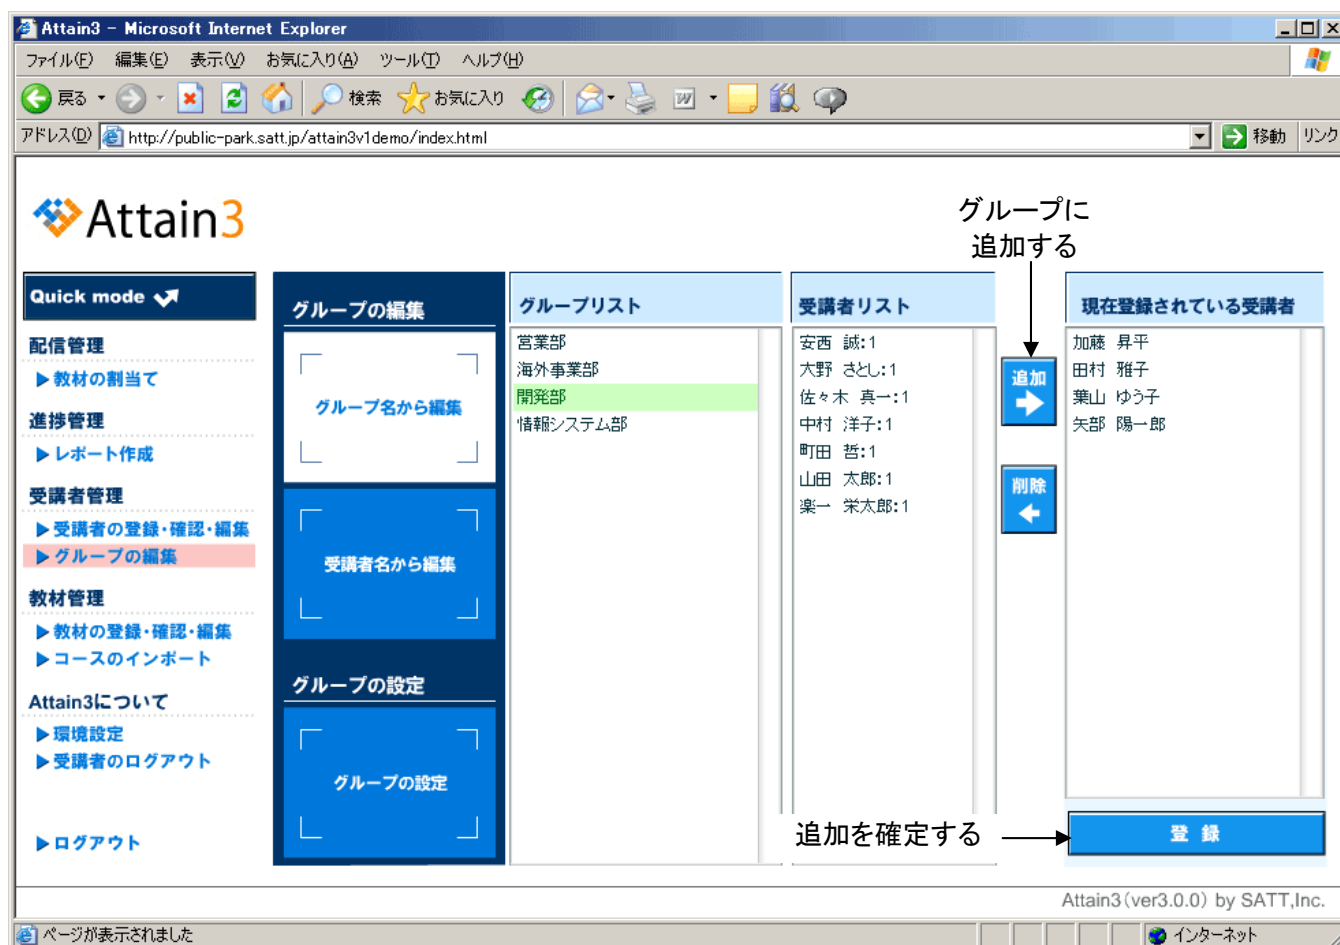 Attain3 - Microsoft Internet Explorer
ファイル(F) 編集(E) 表示(V) お気に入り(A) ツール(T) ヘルプ(H)
戻る 検索 お気に入り
アドレス(D) http://public-park.satt.jp/attain3v1demo/index.html 移動 リンク
Attain3
グループに
追加する
Quick mode
配信管理
▶教材の割当て
進捗管理
▶レポート作成
受講者管理
▶受講者の登録・確認・編集
▶グループの編集
教材管理
▶教材の登録・確認・編集
▶コースのインポート
Attain3について
▶環境設定
▶受講者のログアウト
▶ログアウト
グループの編集
グループ名から編集
受講者名から編集
グループの設定
グループの設定
グループリスト
営業部
海外事業部
開発部
情報システム部
受講者リスト
安西 誠:1
大野 さとし:1
佐々木 真一:1
中村 洋子:1
町田 哲:1
山田 太郎:1
楽一 栄太郎:1
追加
削除
現在登録されている受講者
加藤 昇平
田村 雅子
葉山 ゆう子
矢部 陽一郎
追加を確定する
登 録
Attain3(ver3.0.0) by SATT,Inc.
ページが表示されました インターネット